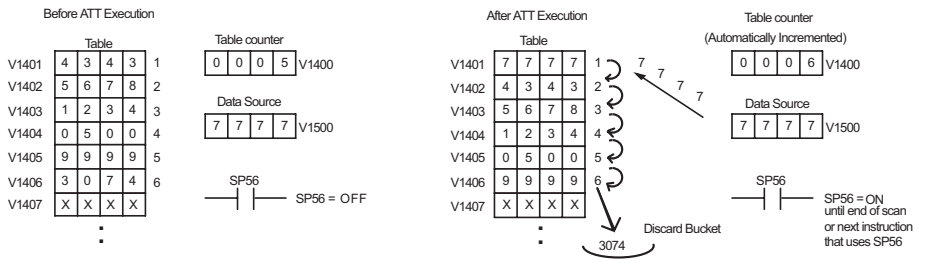 Before ATT Execution
Table
V1401 4 3 4 3 1
V1402 5 6 7 8 2
V1403 1 2 3 4 3
V1404 0 5 0 0 4
V1405 9 9 9 9 5
V1406 3 0 7 4 6
V1407 X X X X
Table counter
0 0 0 5 V1400
Data Source
7 7 7 7 V1500
SP56
SP56 = OFF
After ATT Execution
Table
V1401 7 7 7 7 1
V1402 4 3 4 3 2
V1403 5 6 7 8 3
V1404 1 2 3 4 4
V1405 0 5 0 0 5
V1406 9 9 9 9 6
V1407 X X X X
7 7 7 7
Discard Bucket
3074
Table counter
(Automatically Incremented)
0 0 0 6 V1400
Data Source
7 7 7 7 V1500
SP56
SP56 = ON
until end of scan
or next instruction
that uses SP56